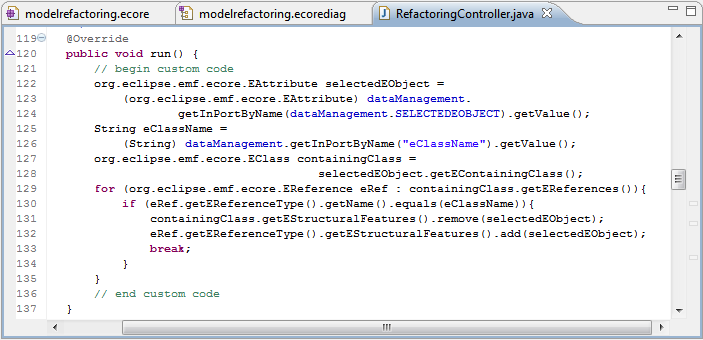 modelrefactoring.ecore modelrefactoring.ecorediag RefactoringController.java
119 @Override
120 public void run() {
121 // begin custom code
122 org.eclipse.emf.ecore.EAttribute selectedEObject =
123 (org.eclipse.emf.ecore.EAttribute) dataManagement.
124 getInPortByName(dataManagement.SELECTEDEOBJECT).getValue();
125 String eClassName =
126 (String) dataManagement.getInPortByName("eClassName").getValue();
127 org.eclipse.emf.ecore.EClass containingClass =
128 selectedEObject.getEContainingClass();
129 for (org.eclipse.emf.ecore.EReference eRef : containingClass.getEReferences()){
130 if (eRef.getEReferenceType().getName().equals(eClassName)){
131 containingClass.getEStructuralFeatures().remove(selectedEObject);
132 eRef.getEReferenceType().getEStructuralFeatures().add(selectedEObject);
133 break;
134 }
135 }
136 // end custom code
137 }